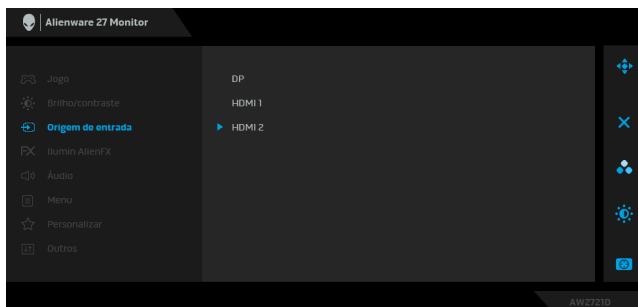 Alienware 27 Monitor
Jogo
Brilho/contraste
Origem de entrada
Ilumin AlienFX
Áudio
Menu
Personalizar
Outros
DP
HDMI 1
HDMI 2
AW2721D